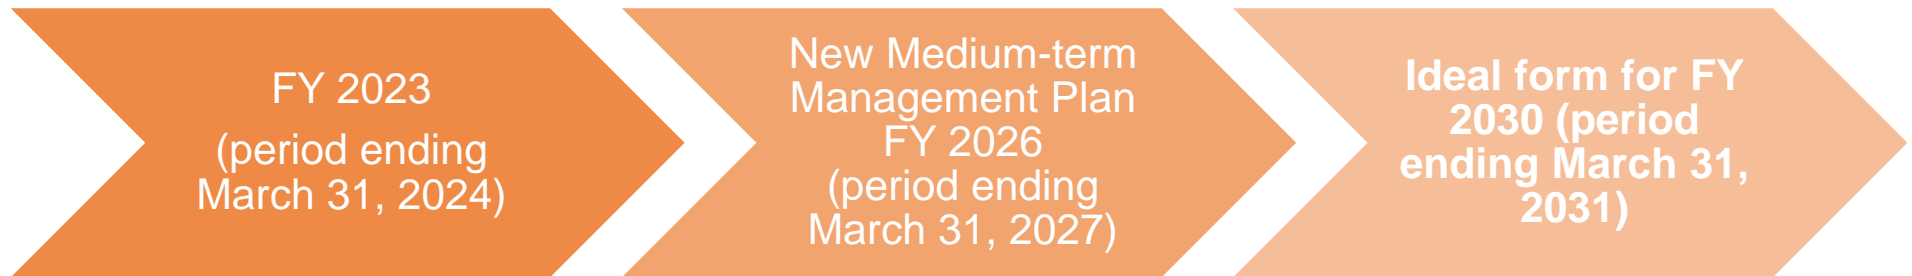 FY 2023
(period ending
March 31, 2024)
New Medium-term
Management Plan
FY 2026
(period ending
March 31, 2027)
Ideal form for FY
2030 (period
ending March 31,
2031)